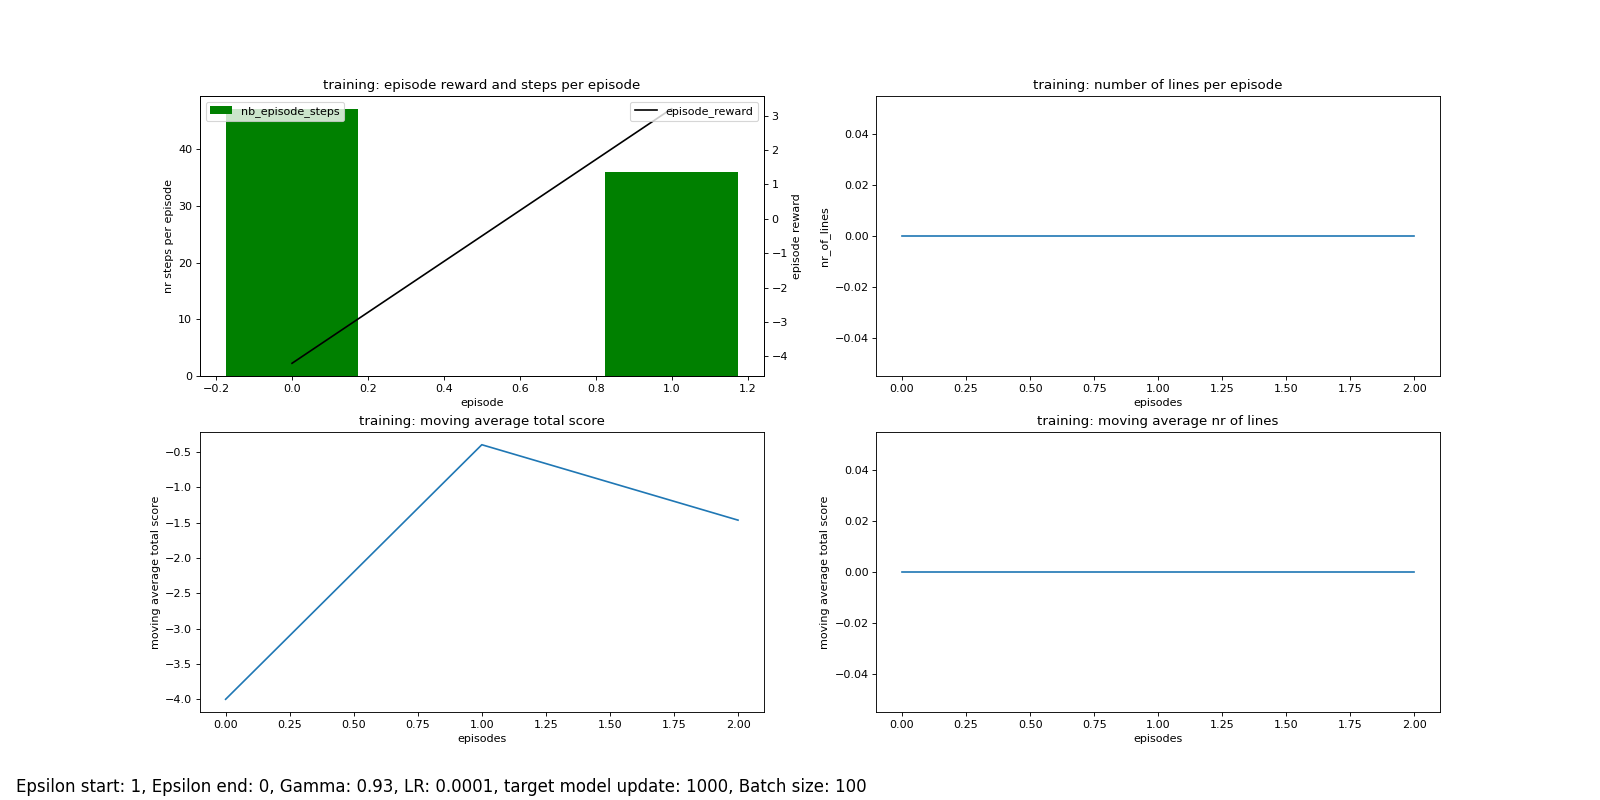 training: episode reward and steps per episode
nb_episode_steps
episode_reward
nr steps per episode
0
10
20
30
40
−4
−3
−2
−1
0
1
2
3
episode reward
−0.2 0.0 0.2 0.4 0.6 0.8 1.0 1.2
episode
training: number of lines per episode
nr_of_lines
0.04
0.02
0.00
−0.02
−0.04
0.00 0.25 0.50 0.75 1.00 1.25 1.50 1.75 2.00
episodes
training: moving average total score
moving average total score
−0.5
−1.0
−1.5
−2.0
−2.5
−3.0
−3.5
−4.0
0.00 0.25 0.50 0.75 1.00 1.25 1.50 1.75 2.00
episodes
training: moving average nr of lines
moving average total score
0.04
0.02
0.00
−0.02
−0.04
0.00 0.25 0.50 0.75 1.00 1.25 1.50 1.75 2.00
episodes
Epsilon start: 1, Epsilon end: 0, Gamma: 0.93, LR: 0.0001, target model update: 1000, Batch size: 100